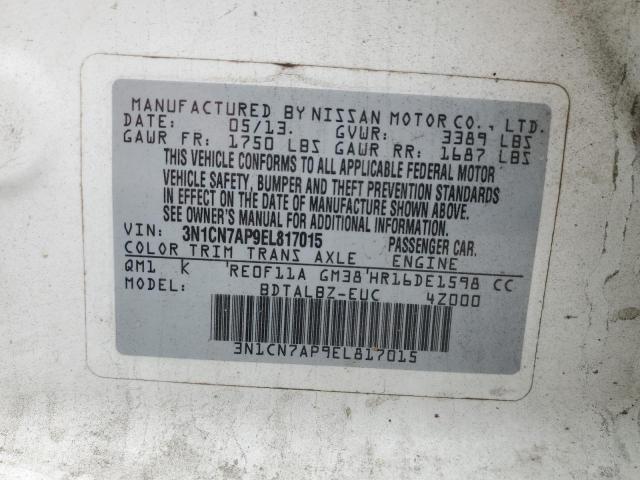 MANUFACTURED BY NISSAN MOTOR CO., LTD.
DATE: 05/13. GVWR: 3389 LBS
GAWR FR: 1750 LBS GAWR RR: 1687 LBS
THIS VEHICLE CONFORMS TO ALL APPLICABLE FEDERAL MOTOR
VEHICLE SAFETY, BUMPER AND THEFT PREVENTION STANDARDS
IN EFFECT ON THE DATE OF MANUFACTURE SHOWN ABOVE.
SEE OWNER'S MANUAL FOR ADDITIONAL INFORMATION.
VIN: 3N1CN7AP9EL817015 PASSENGER CAR.
COLOR TRIM TRANS AXLE ENGINE
QM1 K RE0F11A GM38 HR16DE1598 CC
MODEL: BDTALBZ-EUC 4Z000
3N1CN7AP9EL817015